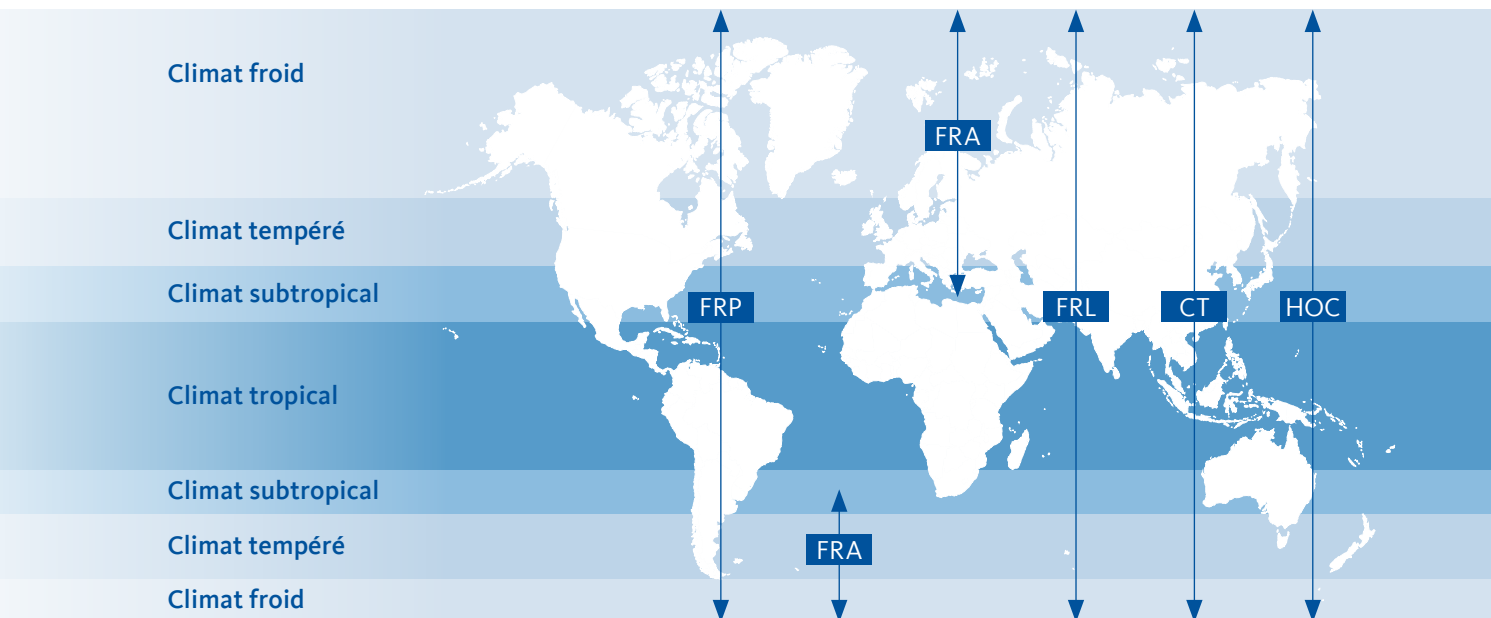 Climat froid
FRA
Climat tempéré
Climat subtropical
FRP
FRL
CT
HOC
Climat tropical
Climat subtropical
Climat tempéré
FRA
Climat froid